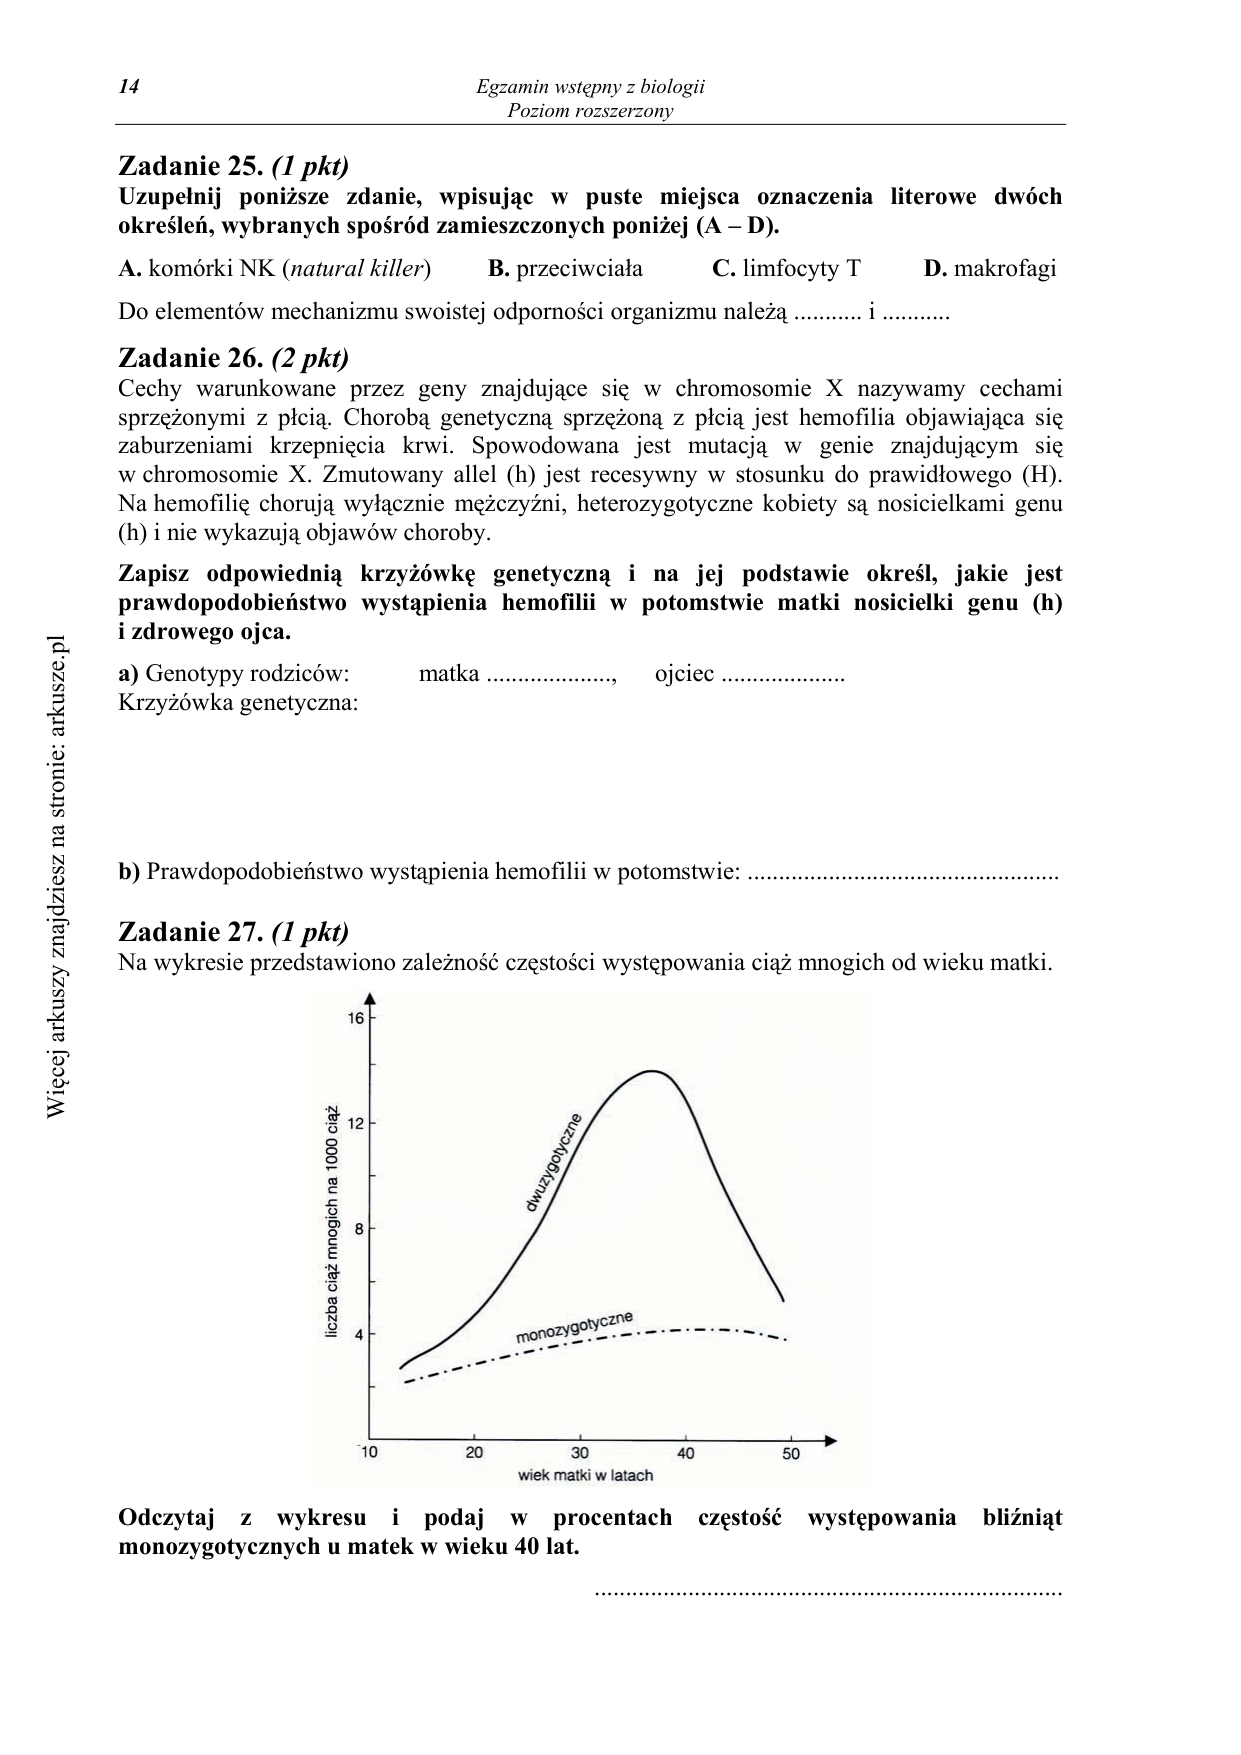 14
Egzamin wstępny z biologii
Poziom rozszerzony
Zadanie 25. (1 pkt)
Uzupełnij poniższe zdanie, wpisując w puste miejsca oznaczenia literowe dwóch
określeń, wybranych spośród zamieszczonych poniżej (A – D).
A. komórki NK (natural killer) B. przeciwciała C. limfocyty T D. makrofagi
Do elementów mechanizmu swoistej odporności organizmu należą ........... i ...........
Zadanie 26. (2 pkt)
Cechy warunkowane przez geny znajdujące się w chromosomie X nazywamy cechami
sprzężonymi z płcią. Chorobą genetyczną sprzężoną z płcią jest hemofilia objawiająca się
zaburzeniami krzepnięcia krwi. Spowodowana jest mutacją w genie znajdującym się
w chromosomie X. Zmutowany allel (h) jest recesywny w stosunku do prawidłowego (H).
Na hemofilię chorują wyłącznie mężczyźni, heterozygotyczne kobiety są nosicielkami genu
(h) i nie wykazują objawów choroby.
Zapisz odpowiednią krzyżówkę genetyczną i na jej podstawie określ, jakie jest
prawdopodobieństwo wystąpienia hemofilii w potomstwie matki nosicielki genu (h)
i zdrowego ojca.
a) Genotypy rodziców: matka ...................., ojciec ....................
Krzyżówka genetyczna:
b) Prawdopodobieństwo wystąpienia hemofilii w potomstwie: ..................................................
Zadanie 27. (1 pkt)
Na wykresie przedstawiono zależność częstości występowania ciąż mnogich od wieku matki.
16
12
8
4
liczba ciąż mnogich na 1000 ciąż
dwuzygotyczne
monozygotyczne
10 20 30 40 50
wiek matki w latach
Odczytaj z wykresu i podaj w procentach częstość występowania bliźniąt
monozygotycznych u matek w wieku 40 lat.
...........................................................................
Więcej arkuszy znajdziesz na stronie: arkusze.pl